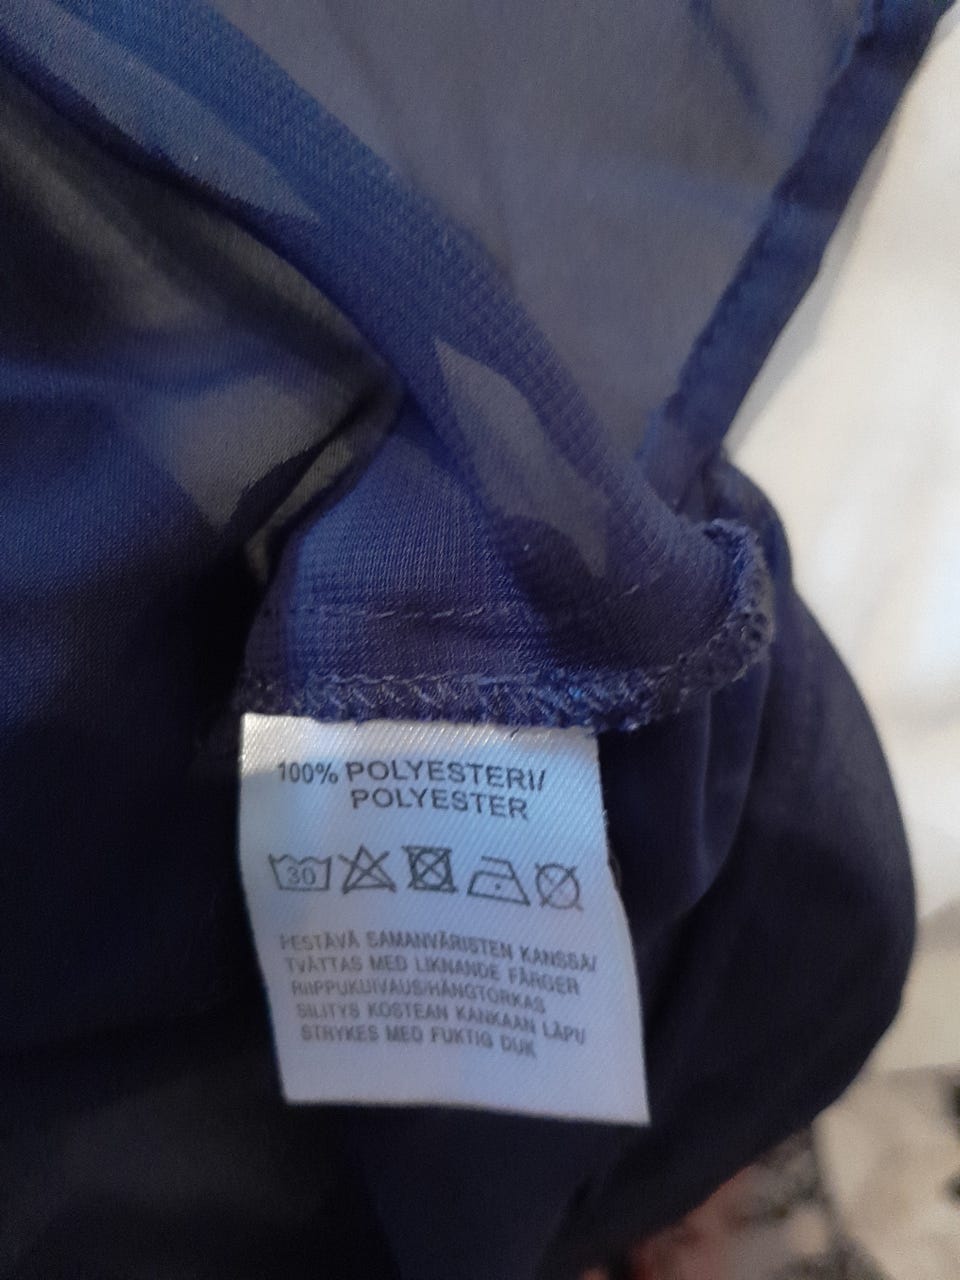 100% POLYESTERI/
POLYESTER
30
PESTÄVÄ SAMANVÄRISTEN KANSSA/
TVÄTTAS MED LIKNANDE FÄRGER
RIIPPUKUIVAUS/HÄNGTORKAS
SILITYS KOSTEAN KANKAAN LÄPI/
STRYKES MED FUKTIG DUK